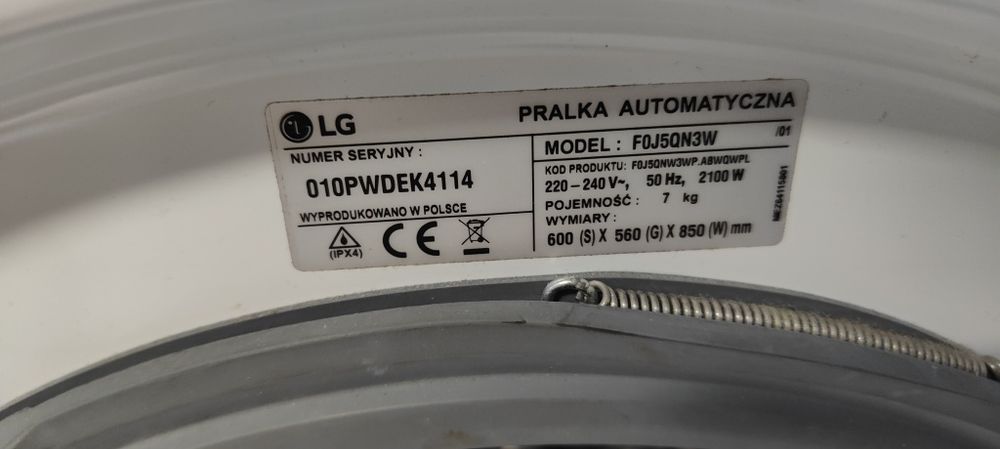 LG
PRALKA AUTOMATYCZNA
NUMER SERYJNY :
010PWDEK4114
WYPRODUKOWANO W POLSCE
(IPX4)
CE
MODEL : F0J5QN3W /01
KOD PRODUKTU: F0J5QNW3WP.ABWQWPL
220–240 V~, 50 Hz, 2100 W
POJEMNOŚĆ : 7 kg
WYMIARY :
600 (S) X 560 (G) X 850 (W) mm